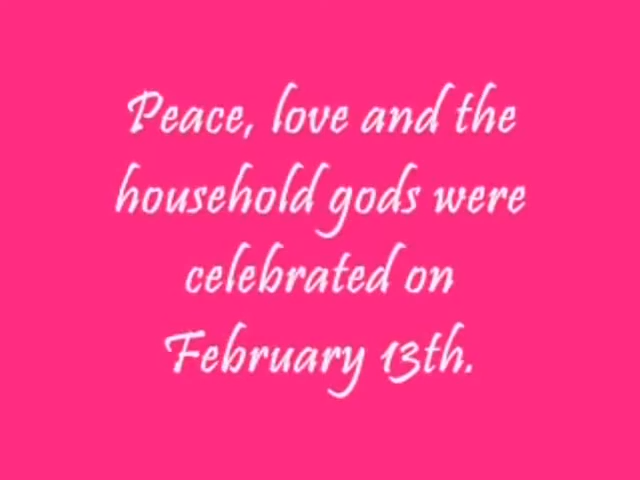 Peace, love and the
household gods were
celebrated on
February 13th.